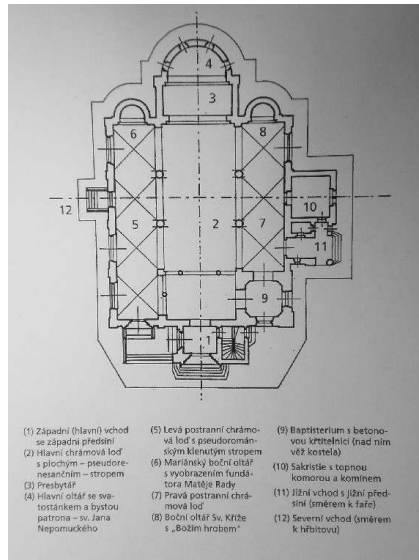 4
3
6
8
12
10
5
2
7
11
9
1
(1) Západní (hlavní) vchod
se západní předsíní
(2) Hlavní chrámová loď
s plochým – pseudore-
nesančním – stropem
(3) Presbytář
(4) Hlavní oltář se sva-
tostánkem a bystou
patrona – sv. Jana
Nepomuckého
(5) Levá postranní chrámo-
vá loď s pseudoromán-
ským klenutým stropem
(6) Mariánský boční oltář
s vyobrazením fundá-
tora Matěje Rady
(7) Pravá postranní chrá-
mová loď
(8) Boční oltář Sv. Kříže
s „Božím hrobem"
(9) Baptisterium s betono-
vou křtitelnicí (nad ním
věž kostela)
(10) Sakristie s topnou
komorou a komínem
(11) Jižní vchod s jižní před-
síní (směrem k faře)
(12) Severní vchod (směrem
k hřbitovu)